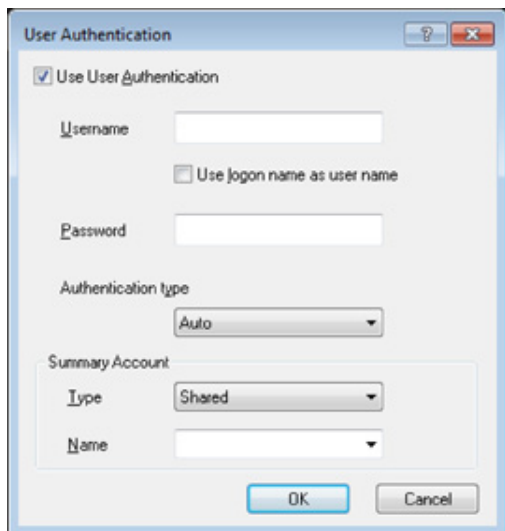 User Authentication
Use User Authentication
Username
Use logon name as user name
Password
Authentication type
Auto
Summary Account
Type Shared
Name
OK Cancel